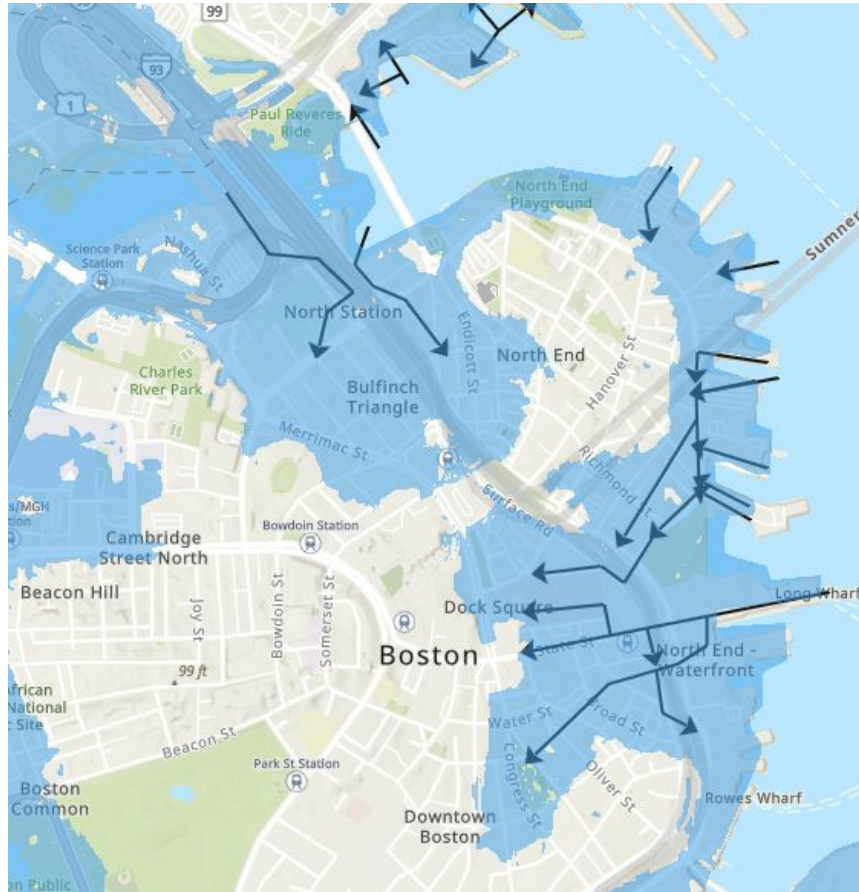 99
93
1
Paul Reveres
Ride
North End
Playground
Sumner
Science Park
Station
Nashua St
North Station
Endicott St
North End
Hanover St
Charles
River Park
Bulfinch
Triangle
Merrimac St
Richmond St
Surface Rd
s/MGH
Bowdoin Station
Cambridge
Street North
Beacon Hill
Joy St
Bowdoin St
Somerset St
Dock Square
Long Wharf
State St
Boston
North End -
Waterfront
99 ft
African
National
t Site
Water St
Broad St
Beacon St
Park St Station
Congress St
Oliver St
Boston
Common
Rowes Wharf
Downtown
Boston
on Public